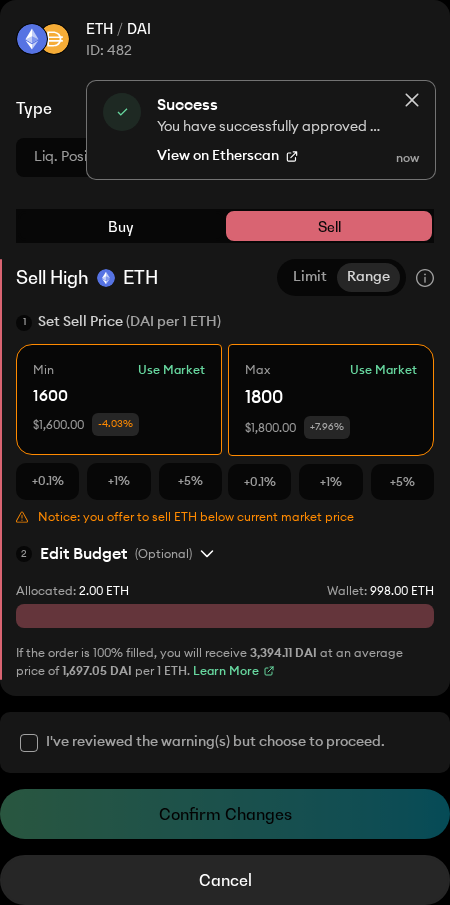 ETH / DAI
ID: 482
Type
Success
You have successfully approved ...
View on Etherscan
now
Liq. Posi
Buy
Sell
Sell High ETH
Limit
Range
1 Set Sell Price (DAI per 1 ETH)
Min
Use Market
1600
$1,600.00
-4.03%
Max
Use Market
1800
$1,800.00
+7.96%
+0.1%
+1%
+5%
+0.1%
+1%
+5%
Notice: you offer to sell ETH below current market price
2 Edit Budget (Optional)
Allocated: 2.00 ETH
Wallet: 998.00 ETH
If the order is 100% filled, you will receive 3,394.11 DAI at an average
price of 1,697.05 DAI per 1 ETH. Learn More
I've reviewed the warning(s) but choose to proceed.
Confirm Changes
Cancel